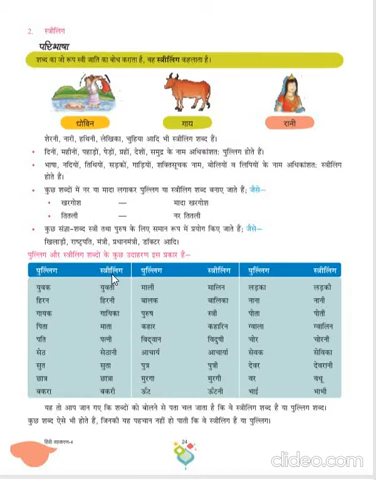 2. स्त्रीलिंग
परिभाषा
शब्द का जो रूप स्त्री जाति का बोध कराता है, वह स्त्रीलिंग कहलाता है।
धोबिन गाय रानी
शेरनी, नारी, हथिनी, लेखिका, चुहिया आदि भी स्त्रीलिंग शब्द हैं।
• दिनों, महीनों, पहाड़ों, पेड़ों, ग्रहों, देशों, समुद्र के नाम अधिकांशतः पुल्लिंग होते हैं।
• भाषा, नदियों, तिथियों, सड़कों, गाड़ियों, शक्तिसूचक नाम, बोलियों व लिपियों के नाम अधिकांशतः स्त्रीलिंग
होते हैं।
• कुछ शब्दों में नर या मादा लगाकर पुल्लिंग या स्त्रीलिंग शब्द बनाए जाते हैं; जैसे—
• खरगोश — मादा खरगोश
• तितली — नर तितली
• कुछ संज्ञा-शब्द स्त्री तथा पुरुष के लिए समान रूप में प्रयोग किए जाते हैं; जैसे—
खिलाड़ी, राष्ट्रपति, मंत्री, प्रधानमंत्री, डॉक्टर आदि।
पुल्लिंग और स्त्रीलिंग शब्दों के कुछ उदाहरण इस प्रकार हैं—
पुल्लिंग स्त्रीलिंग पुल्लिंग स्त्रीलिंग पुल्लिंग स्त्रीलिंग
युवक युवती माली मालिन लड़का लड़की
हिरन हिरनी बालक बालिका नाना नानी
गायक गायिका पुरुष स्त्री पोता पोती
पिता माता कहार कहारिन ग्वाला ग्वालिन
पति पत्नी विद्वान विदुषी चोर चोरनी
सेठ सेठानी आचार्य आचार्या सेवक सेविका
सुत सुता पुत्र पुत्री देवर देवरानी
छात्र छात्रा मुरगा मुरगी वर वधू
बकरा बकरी ऊँट ऊँटनी भाई भाभी
यह तो आप जान गए कि शब्दों को बोलने से पता चल जाता है कि वे स्त्रीलिंग शब्द हैं या पुल्लिंग शब्द।
कुछ शब्द ऐसे भी होते हैं, जिनको यह पहचान नहीं हो पाती कि वे स्त्रीलिंग हैं या पुल्लिंग।
हिंदी व्याकरण-4
24
clideo.com